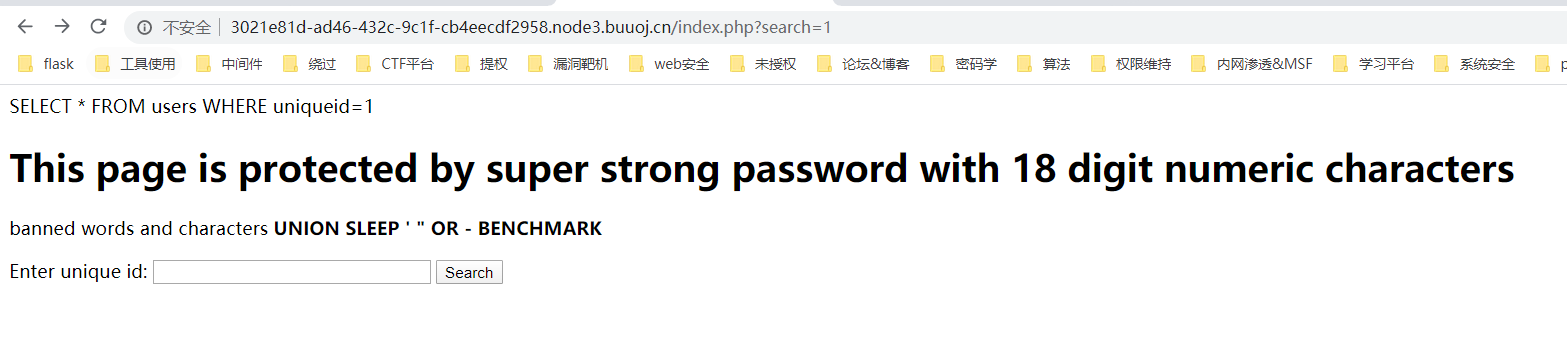 不安全 3021e81d-ad46-432c-9c1f-cb4eecdf2958.node3.buuoj.cn/index.php?search=1
flask 工具使用 中间件 绕过 CTF平台 提权 漏洞靶机 web安全 未授权 论坛&博客 密码学 算法 权限维持 内网渗透&MSF 学习平台 系统安全 p
SELECT * FROM users WHERE uniqueid=1
This page is protected by super strong password with 18 digit numeric characters
banned words and characters UNION SLEEP ' " OR - BENCHMARK
Enter unique id: Search